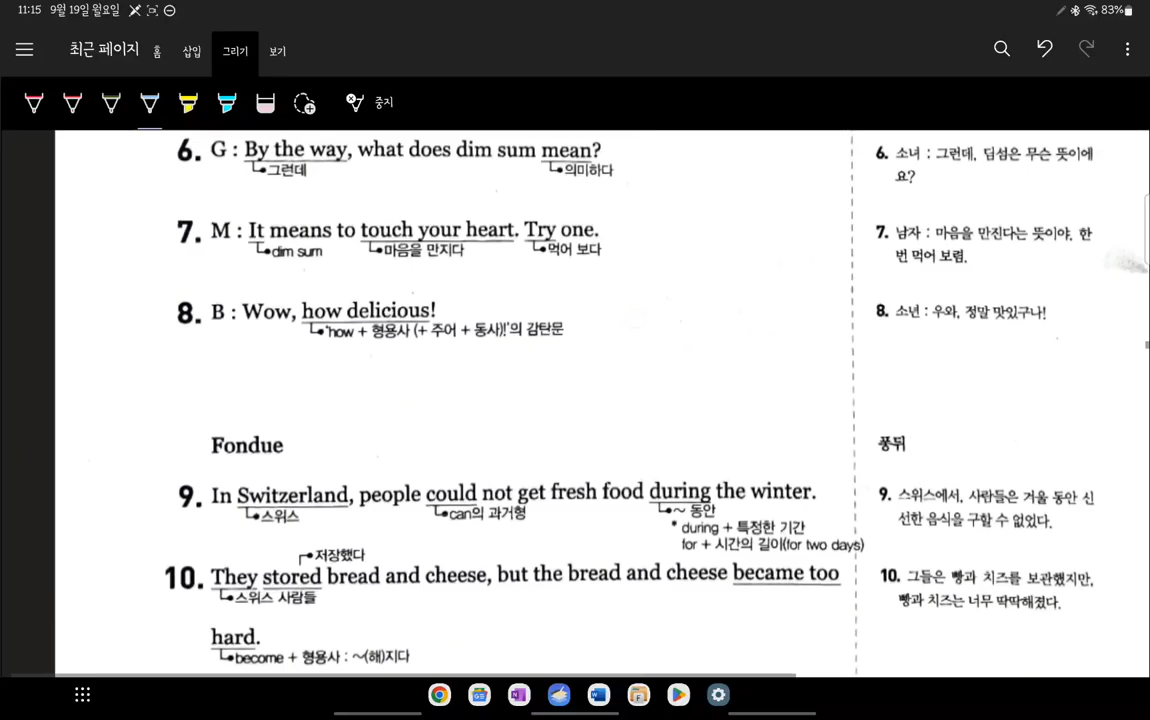 11:15 9월 19일 월요일 83%
최근 페이지 홈 삽입 그리기 보기
중지
6. G : By the way, what does dim sum mean?
그런데 의미하다
6. 소녀 : 그런데, 딤섬은 무슨 뜻이에
요?
7. M : It means to touch your heart. Try one.
dim sum 마음을 만지다 먹어 보다
7. 남자 : 마음을 만진다는 뜻이야. 한
번 먹어 보렴.
8. B : Wow, how delicious!
'how + 형용사 (+ 주어 + 동사)!'의 감탄문
8. 소년 : 우와, 정말 맛있구나!
Fondue
퐁뒤
9. In Switzerland, people could not get fresh food during the winter.
스위스 can의 과거형 ~ 동안
* during + 특정한 기간
for + 시간의 길이(for two days)
9. 스위스에서, 사람들은 겨울 동안 신
선한 음식을 구할 수 없었다.
저장했다
10. They stored bread and cheese, but the bread and cheese became too
스위스 사람들
hard.
become + 형용사 : ~(해)지다
10. 그들은 빵과 치즈를 보관했지만,
빵과 치즈는 너무 딱딱해졌다.